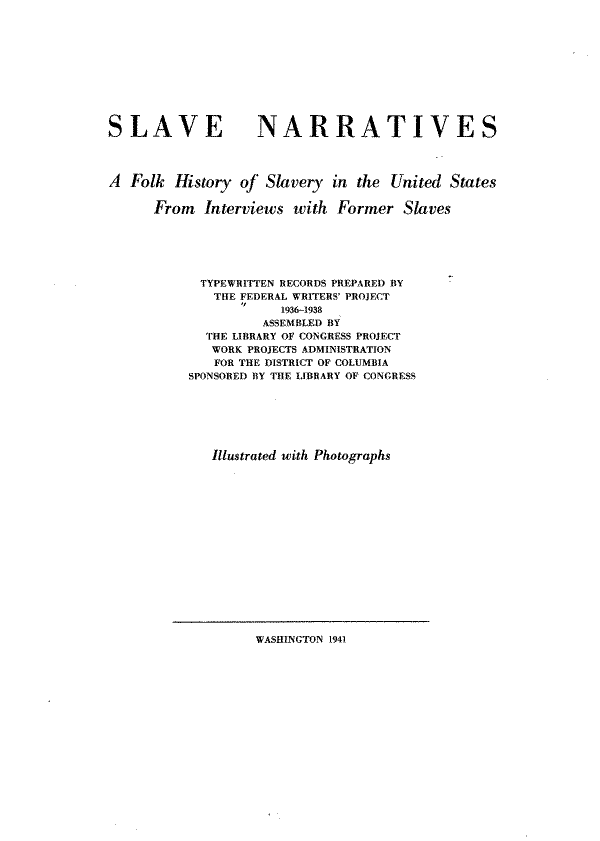 SLAVE NARRATIVES
A Folk History of Slavery in the United States
From Interviews with Former Slaves
TYPEWRITTEN RECORDS PREPARED BY
THE FEDERAL WRITERS' PROJECT
1936–1938
ASSEMBLED BY
THE LIBRARY OF CONGRESS PROJECT
WORK PROJECTS ADMINISTRATION
FOR THE DISTRICT OF COLUMBIA
SPONSORED BY THE LIBRARY OF CONGRESS
Illustrated with Photographs
WASHINGTON 1941